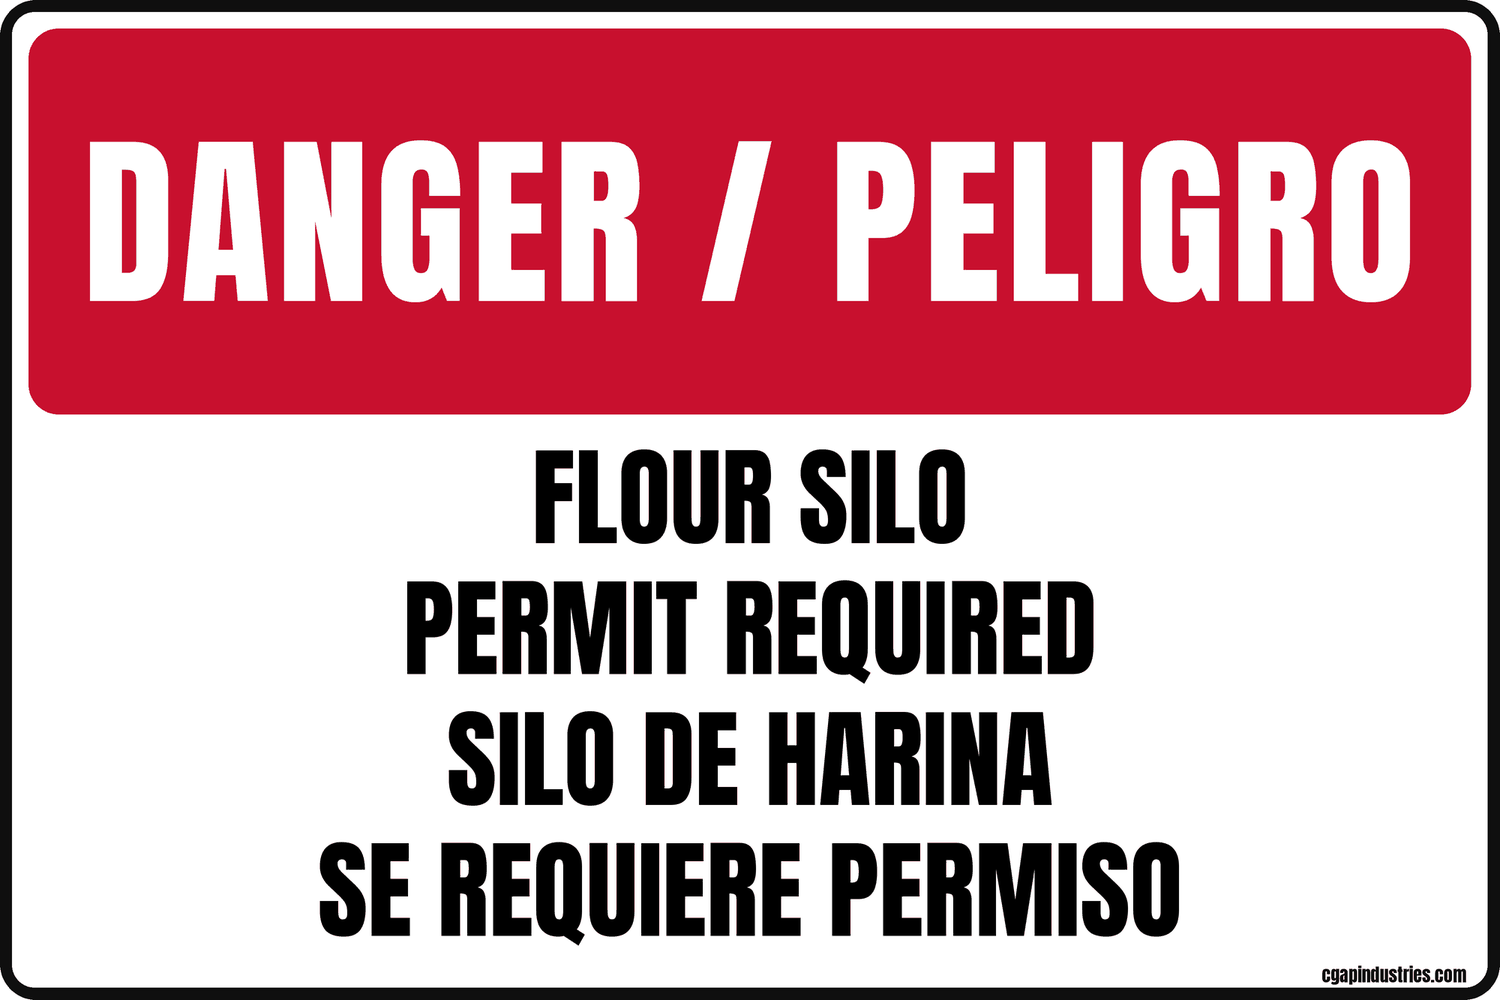 DANGER / PELIGRO
FLOUR SILO
PERMIT REQUIRED
SILO DE HARINA
SE REQUIERE PERMISO
cgapindustries.com